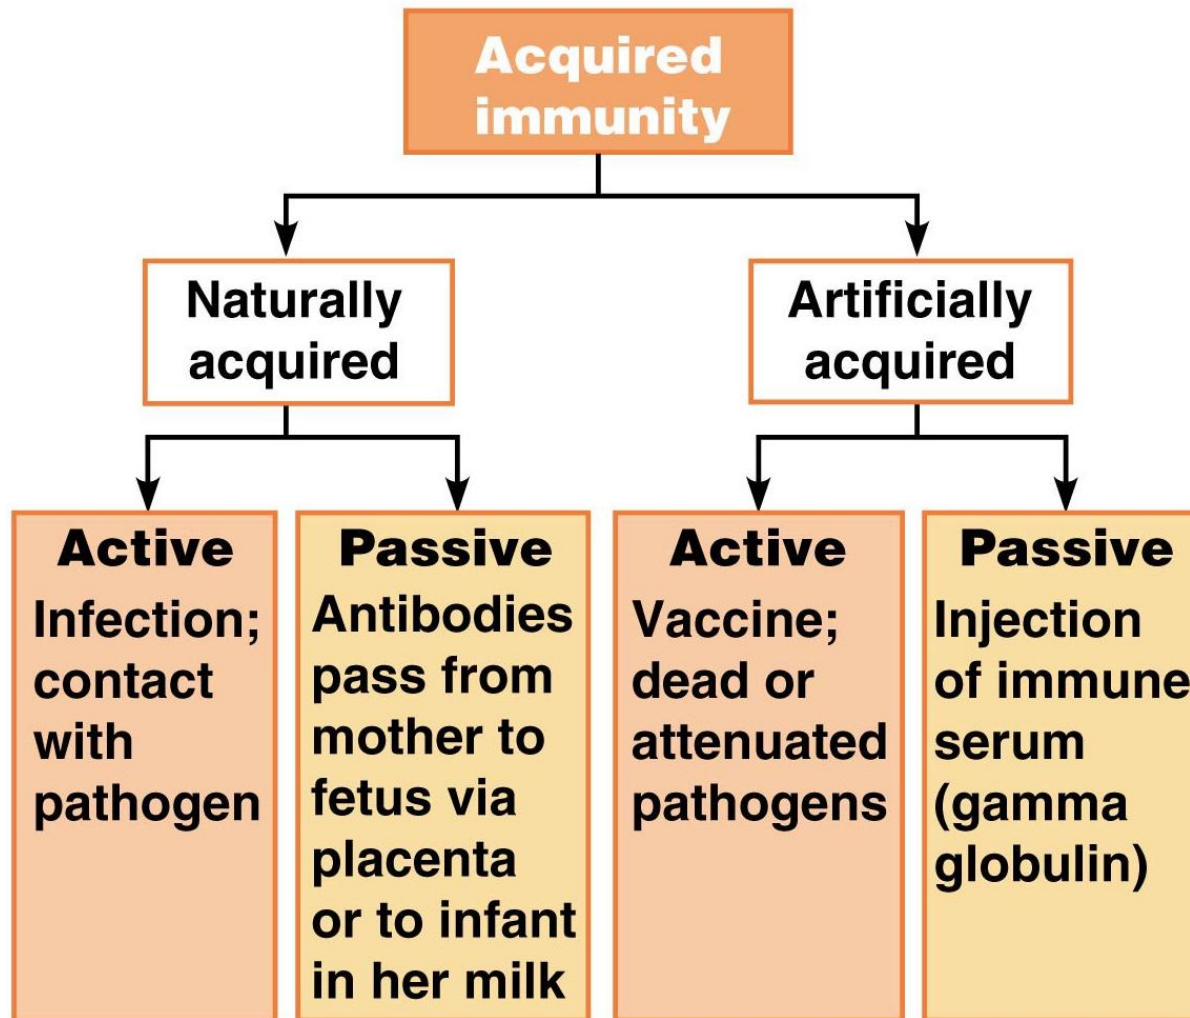 Acquired
immunity
Naturally
acquired
Artificially
acquired
Active
Infection;
contact
with
pathogen
Passive
Antibodies
pass from
mother to
fetus via
placenta
or to infant
in her milk
Active
Vaccine;
dead or
attenuated
pathogens
Passive
Injection
of immune
serum
(gamma
globulin)